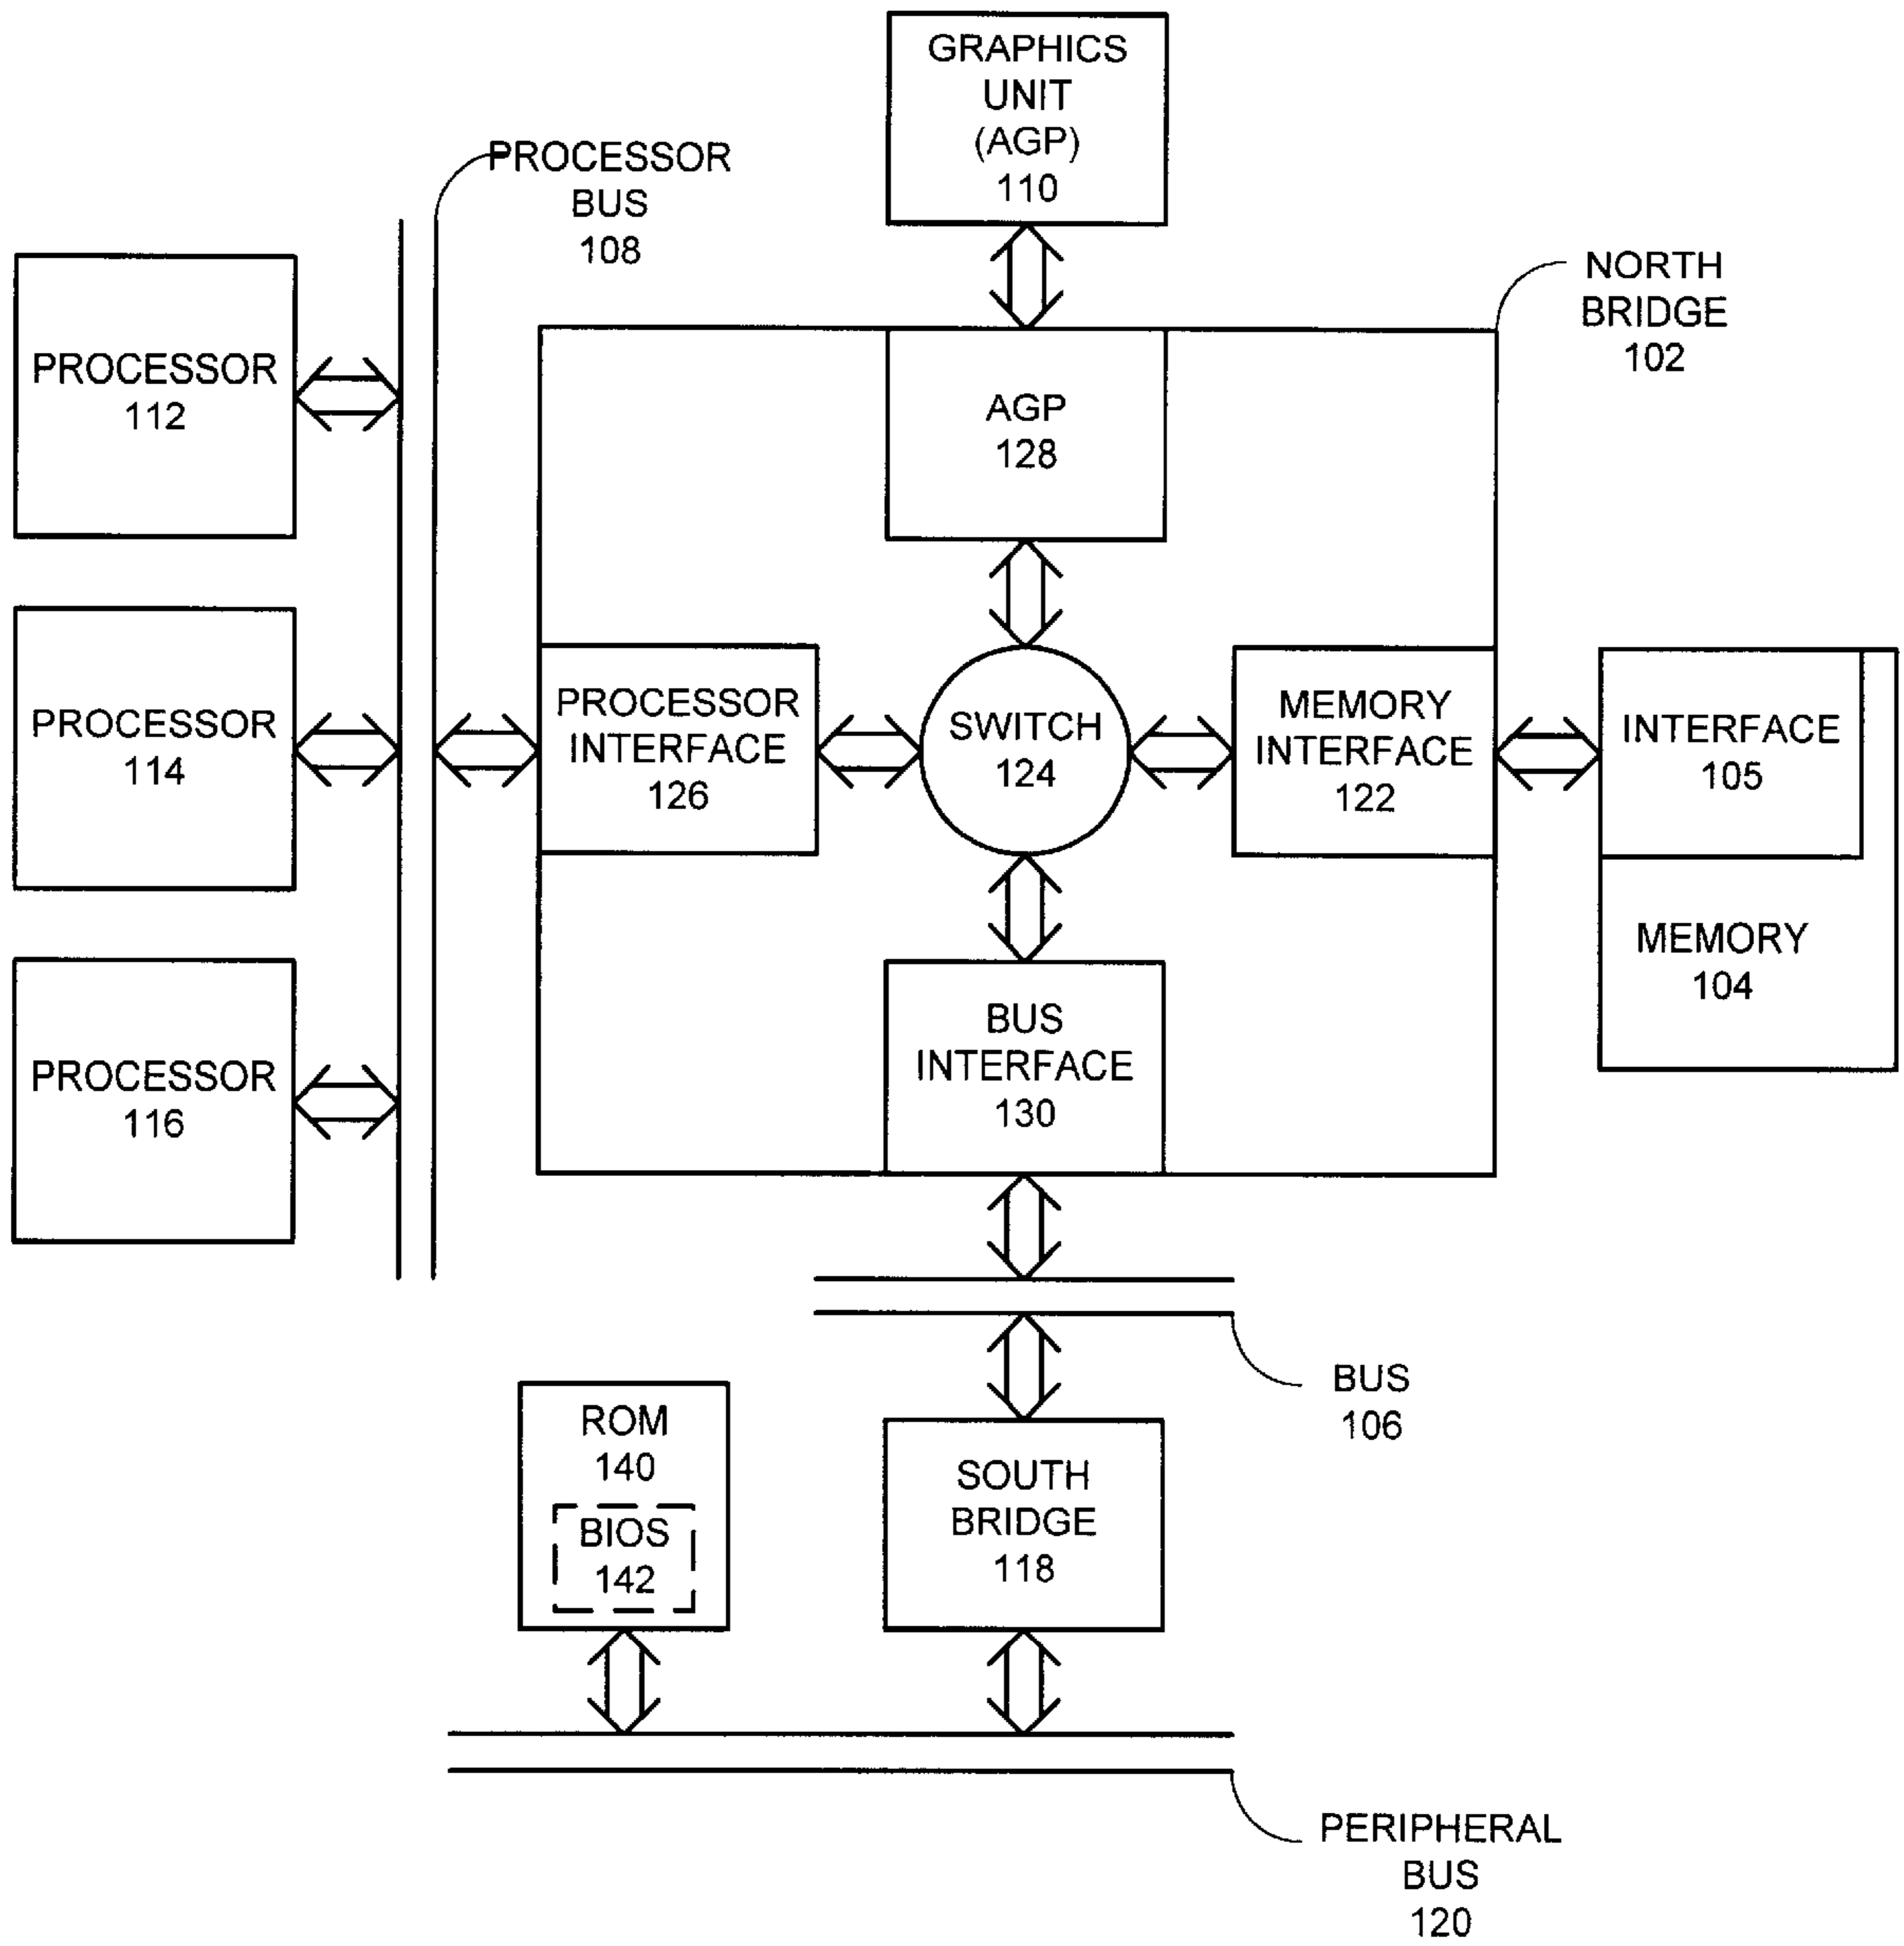 GRAPHICS
UNIT
(AGP)
110
PROCESSOR
BUS
108
NORTH
BRIDGE
102
PROCESSOR
112
AGP
128
PROCESSOR
114
PROCESSOR
INTERFACE
126
SWITCH
124
MEMORY
INTERFACE
122
INTERFACE
105
MEMORY
104
PROCESSOR
116
BUS
INTERFACE
130
BUS
106
ROM
140
BIOS
142
SOUTH
BRIDGE
118
PERIPHERAL
BUS
120